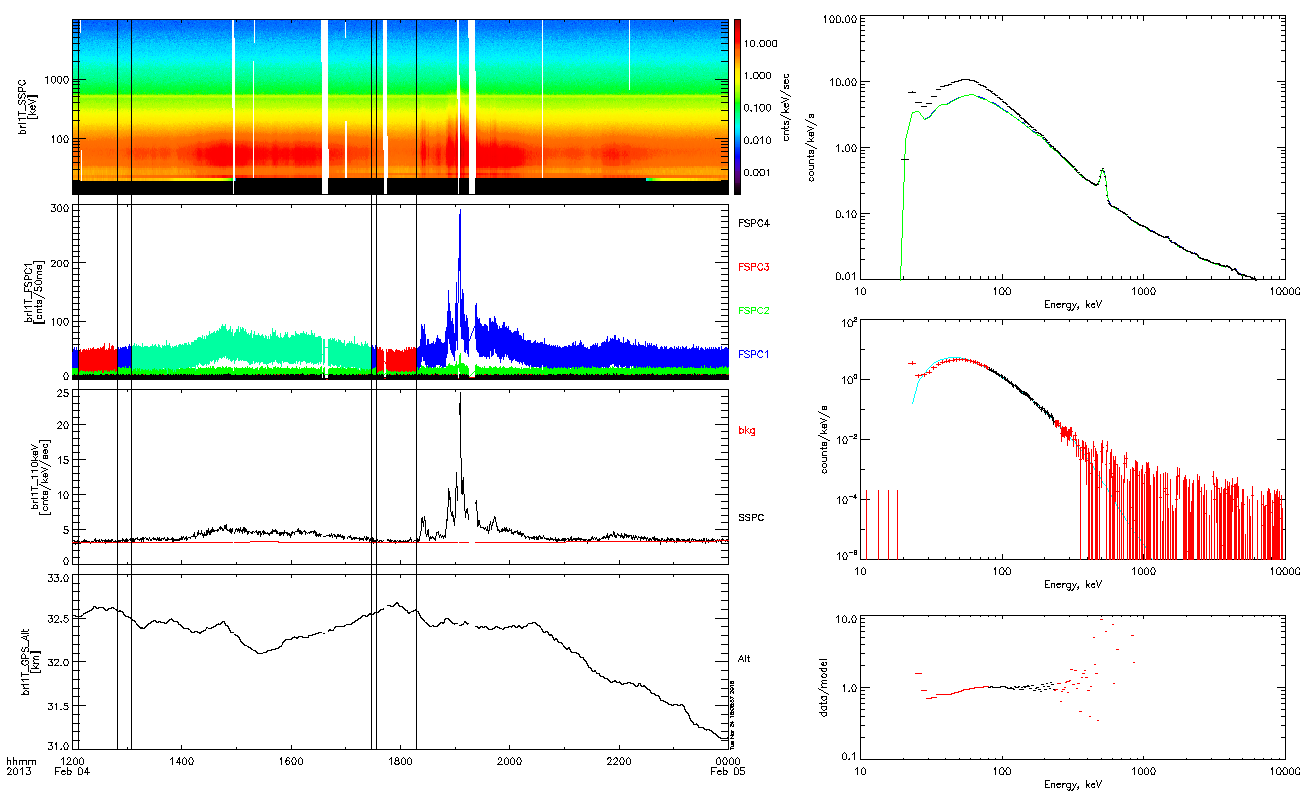 brl1T_SSPC
[keV]
1000
100
10.000
1.000
0.100
0.010
0.001
cnts/keV/sec
brl1T_FSPC1
[cnts/50ms]
300
200
100
0
FSPC4
FSPC3
FSPC2
FSPC1
brl1T_110keV
[cnts/keV/sec]
25
20
15
10
5
0
bkg
SSPC
brl1T_GPS_Alt
[km]
33.0
32.5
32.0
31.5
31.0
Alt
hhmm
2013
1200
Feb 04
1400
1600
1800
2000
2200
0000
Feb 05
counts/keV/s
100.00
10.00
1.00
0.10
0.01
10
100
1000
10000
Energy, keV
counts/keV/s
10²
10⁰
10⁻²
10⁻⁴
10⁻⁶
10
100
1000
10000
Energy, keV
data/model
10.0
1.0
0.1
10
100
1000
10000
Energy, keV